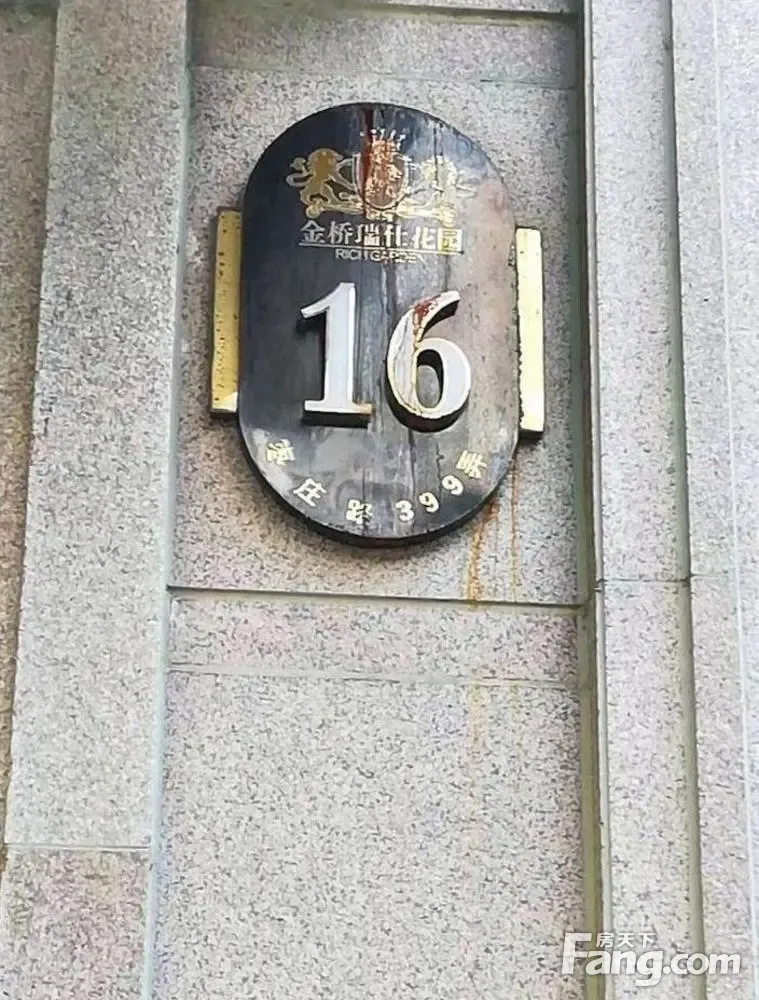 金桥瑞仕花园
RICH GARDEN
16
庄路 399弄
房天下
Fang.com